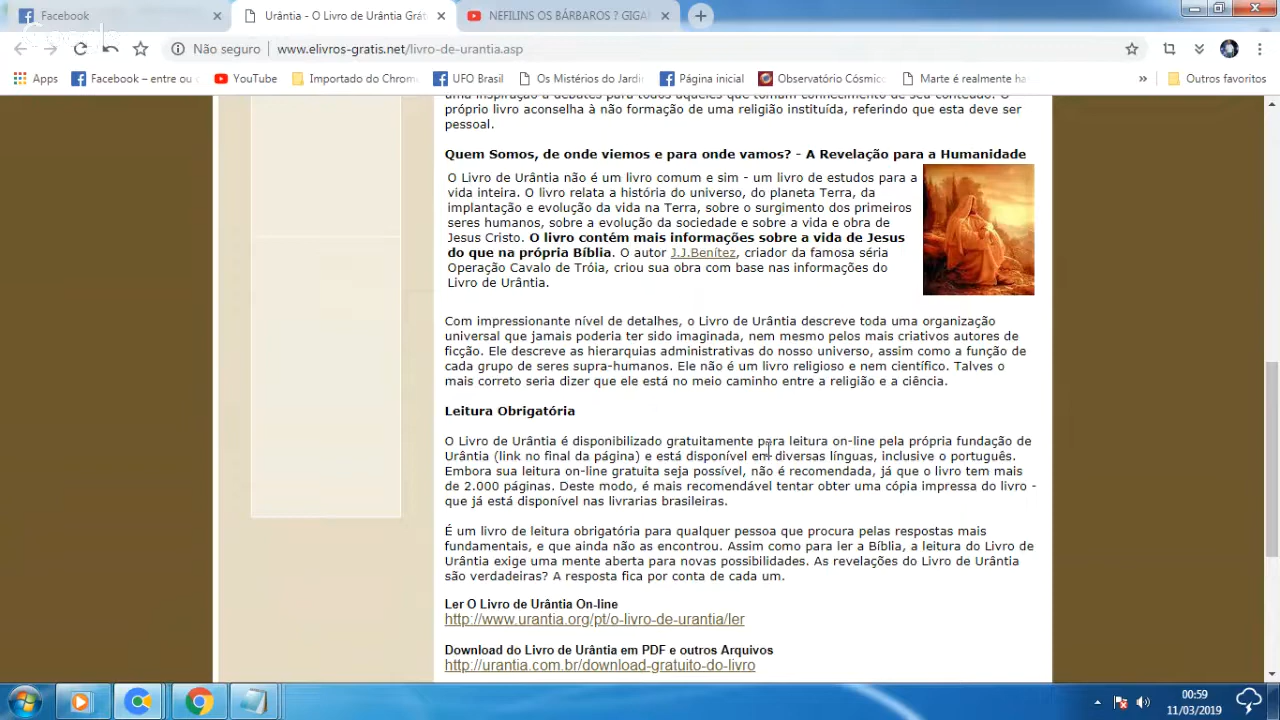 Facebook
Urântia - O Livro de Urântia Grát
NEFILINS OS BÁRBAROS ? GIGA
Google
Não seguro
www.elivros-gratis.net/livro-de-urantia.asp
Apps
Facebook – entre ou c
YouTube
Importado do Chrom
UFO Brasil
Os Mistérios do Jardir
Página Inicial
Observatório Cósmico
Marte é realmente ha
»
Outros favoritos
uma inspiração a debates para todos aqueles que tomam conhecimento de seu conteúdo. O
próprio livro aconselha à não formação de uma religião instituída, referindo que esta deve ser
pessoal.
Quem Somos, de onde viemos e para onde vamos? - A Revelação para a Humanidade
O Livro de Urântia não é um livro comum e sim - um livro de estudos para a
vida inteira. O livro relata a história do universo, do planeta Terra, da
implantação e evolução da vida na Terra, sobre o surgimento dos primeiros
seres humanos, sobre a evolução da sociedade e sobre a vida e obra de
Jesus Cristo. O livro contém mais informações sobre a vida de Jesus
do que na própria Bíblia. O autor J.J.Benítez, criador da famosa séria
Operação Cavalo de Tróia, criou sua obra com base nas informações do
Livro de Urântia.
Com impressionante nível de detalhes, o Livro de Urântia descreve toda uma organização
universal que jamais poderia ter sido imaginada, nem mesmo pelos mais criativos autores de
ficção. Ele descreve as hierarquias administrativas do nosso universo, assim como a função de
cada grupo de seres supra-humanos. Ele não é um livro religioso e nem científico. Talves o
mais correto seria dizer que ele está no meio caminho entre a religião e a ciência.
Leitura Obrigatória
O Livro de Urântia é disponibilizado gratuitamente para leitura on-line pela própria fundação de
Urântia (link no final da página) e está disponível em diversas línguas, inclusive o português.
Embora sua leitura on-line gratuita seja possível, não é recomendada, já que o livro tem mais
de 2.000 páginas. Deste modo, é mais recomendável tentar obter uma cópia impressa do livro -
que já está disponível nas livrarias brasileiras.
É um livro de leitura obrigatória para qualquer pessoa que procura pelas respostas mais
fundamentais, e que ainda não as encontrou. Assim como para ler a Bíblia, a leitura do Livro de
Urântia exige uma mente aberta para novas possibilidades. As revelações do Livro de Urântia
são verdadeiras? A resposta fica por conta de cada um.
Ler O Livro de Urântia On-line
http://www.urantia.org/pt/o-livro-de-urantia/ler
Download do Livro de Urântia em PDF e outros Arquivos
http://urantia.com.br/download-gratuito-do-livro
00:59
11/03/2019